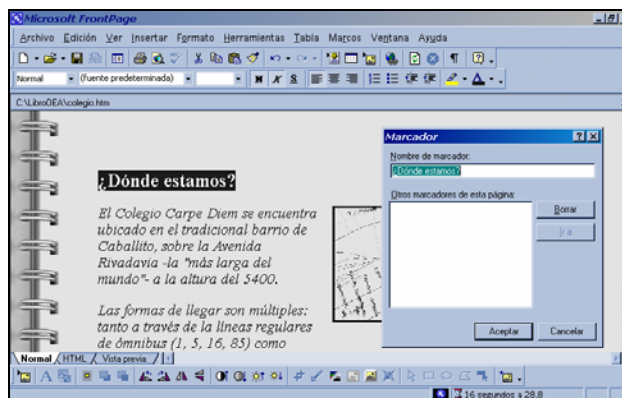 Microsoft FrontPage
Archivo Edición Ver Insertar Formato Herramientas Tabla Marcos Ventana Ayuda
Normal (fuente predeterminada) N K S
C:\LibroOEA\colegio.htm
¿Dónde estamos?
El Colegio Carpe Diem se encuentra
ubicado en el tradicional barrio de
Caballito, sobre la Avenida
Rivadavia -la "más larga del
mundo"- a la altura del 5400.
Las formas de llegar son múltiples:
tanto a través de la líneas regulares
de ómnibus (1, 5, 16, 85) como
Marcador
Nombre de marcador:
¿Dónde estamos?
Otros marcadores de esta página:
Borrar
Ir a
Aceptar
Cancelar
Normal HTML Vista previa
16 segundos a 28.8